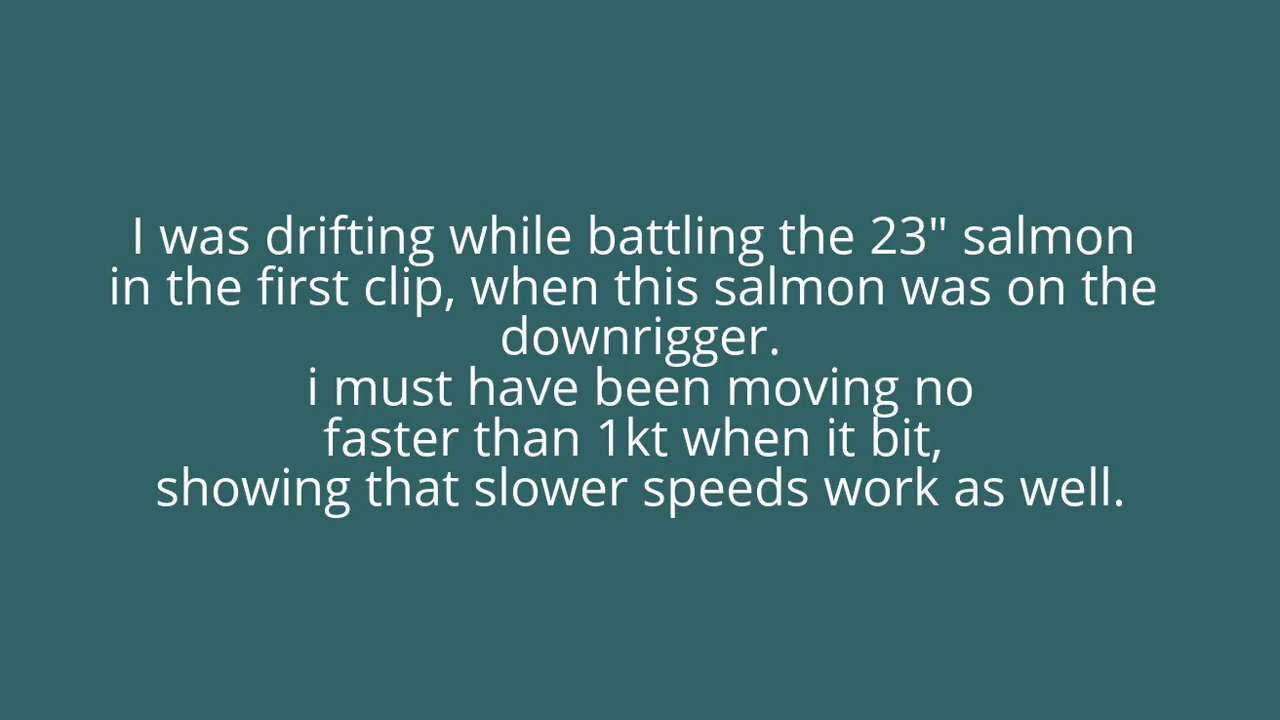 I was drifting while battling the 23" salmon
in the first clip, when this salmon was on the
downrigger.
i must have been moving no
faster than 1kt when it bit,
showing that slower speeds work as well.